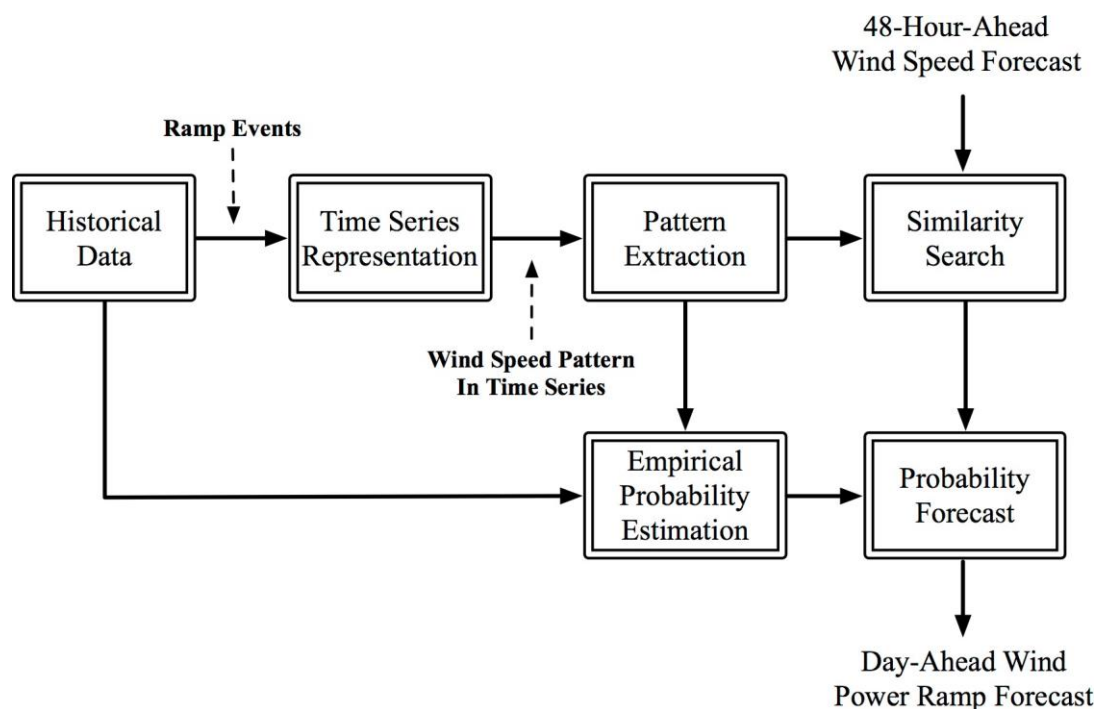 48-Hour-Ahead
Wind Speed Forecast
Ramp Events
Historical
Data
Time Series
Representation
Pattern
Extraction
Similarity
Search
Wind Speed Pattern
In Time Series
Empirical
Probability
Estimation
Probability
Forecast
Day-Ahead Wind
Power Ramp Forecast